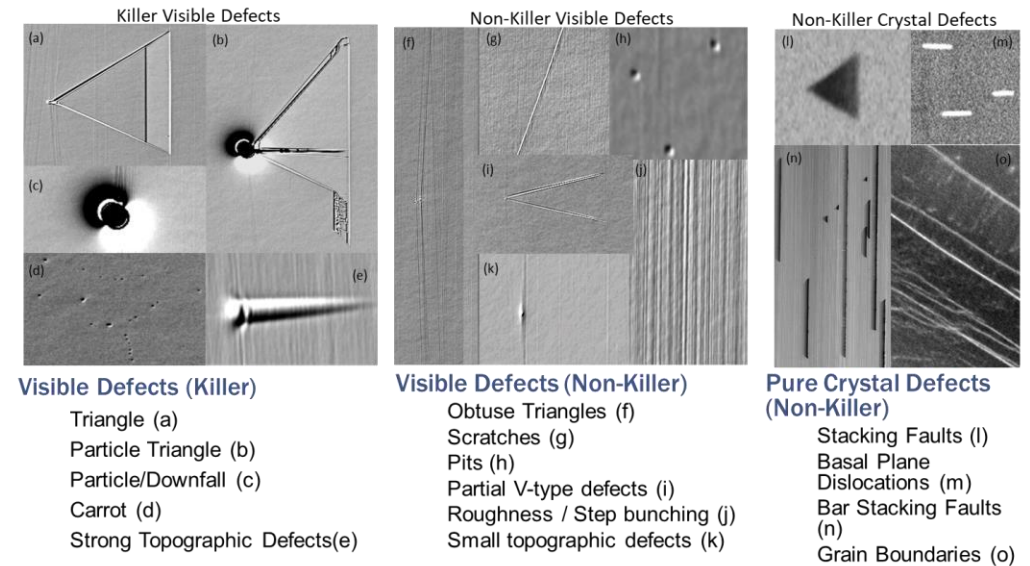 Killer Visible Defects
Non-Killer Visible Defects
Non-Killer Crystal Defects
(a)
(b)
(c)
(d)
(e)
(f)
(g)
(h)
(i)
(j)
(k)
(l)
(m)
(n)
(o)
Visible Defects (Killer)
Triangle (a)
Particle Triangle (b)
Particle/Downfall (c)
Carrot (d)
Strong Topographic Defects(e)
Visible Defects (Non-Killer)
Obtuse Triangles (f)
Scratches (g)
Pits (h)
Partial V-type defects (i)
Roughness / Step bunching (j)
Small topographic defects (k)
Pure Crystal Defects
(Non-Killer)
Stacking Faults (l)
Basal Plane
Dislocations (m)
Bar Stacking Faults
(n)
Grain Boundaries (o)